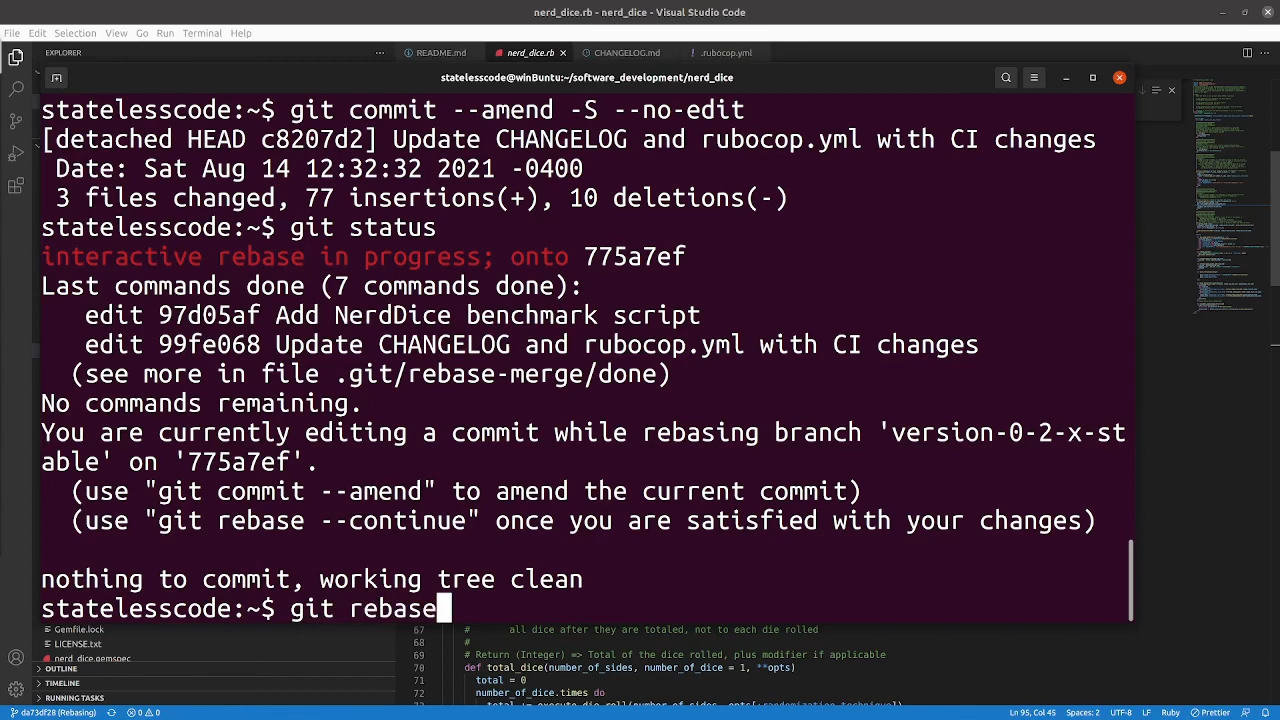 nerd_dice.rb - nerd_dice - Visual Studio Code
File Edit Selection View Go Run Terminal Help
EXPLORER
README.md nerd_dice.rb CHANGELOG.md .rubocop.yml
statelesscode@winBuntu:~/software_development/nerd_dice
statelesscode:~$ git commit --amend -S --no-edit
[detached HEAD c8207f2] Update CHANGELOG and rubocop.yml with CI changes
Date: Sat Aug 14 12:32:32 2021 -0400
3 files changed, 77 insertions(+), 10 deletions(-)
statelesscode:~$ git status
interactive rebase in progress; onto 775a7ef
Last commands done (7 commands done):
edit 97d05af Add NerdDice benchmark script
edit 99fe068 Update CHANGELOG and rubocop.yml with CI changes
(see more in file .git/rebase-merge/done)
No commands remaining.
You are currently editing a commit while rebasing branch 'version-0-2-x-st
able' on '775a7ef'.
(use "git commit --amend" to amend the current commit)
(use "git rebase --continue" once you are satisfied with your changes)
nothing to commit, working tree clean
statelesscode:~$ git rebase
Gemfile.lock
LICENSE.txt
nerd_dice.gemspec
OUTLINE
TIMELINE
RUNNING TASKS
67 # all dice after they are totaled, not to each die rolled
68 #
69 # Return (Integer) => Total of the dice rolled, plus modifier if applicable
70 def total_dice(number_of_sides, number_of_dice = 1, **opts)
71 total = 0
72 number_of_dice.times do
da73df28 (Rebasing) 0 0 Ln 95, Col 45 Spaces: 2 UTF-8 LF Ruby Prettier